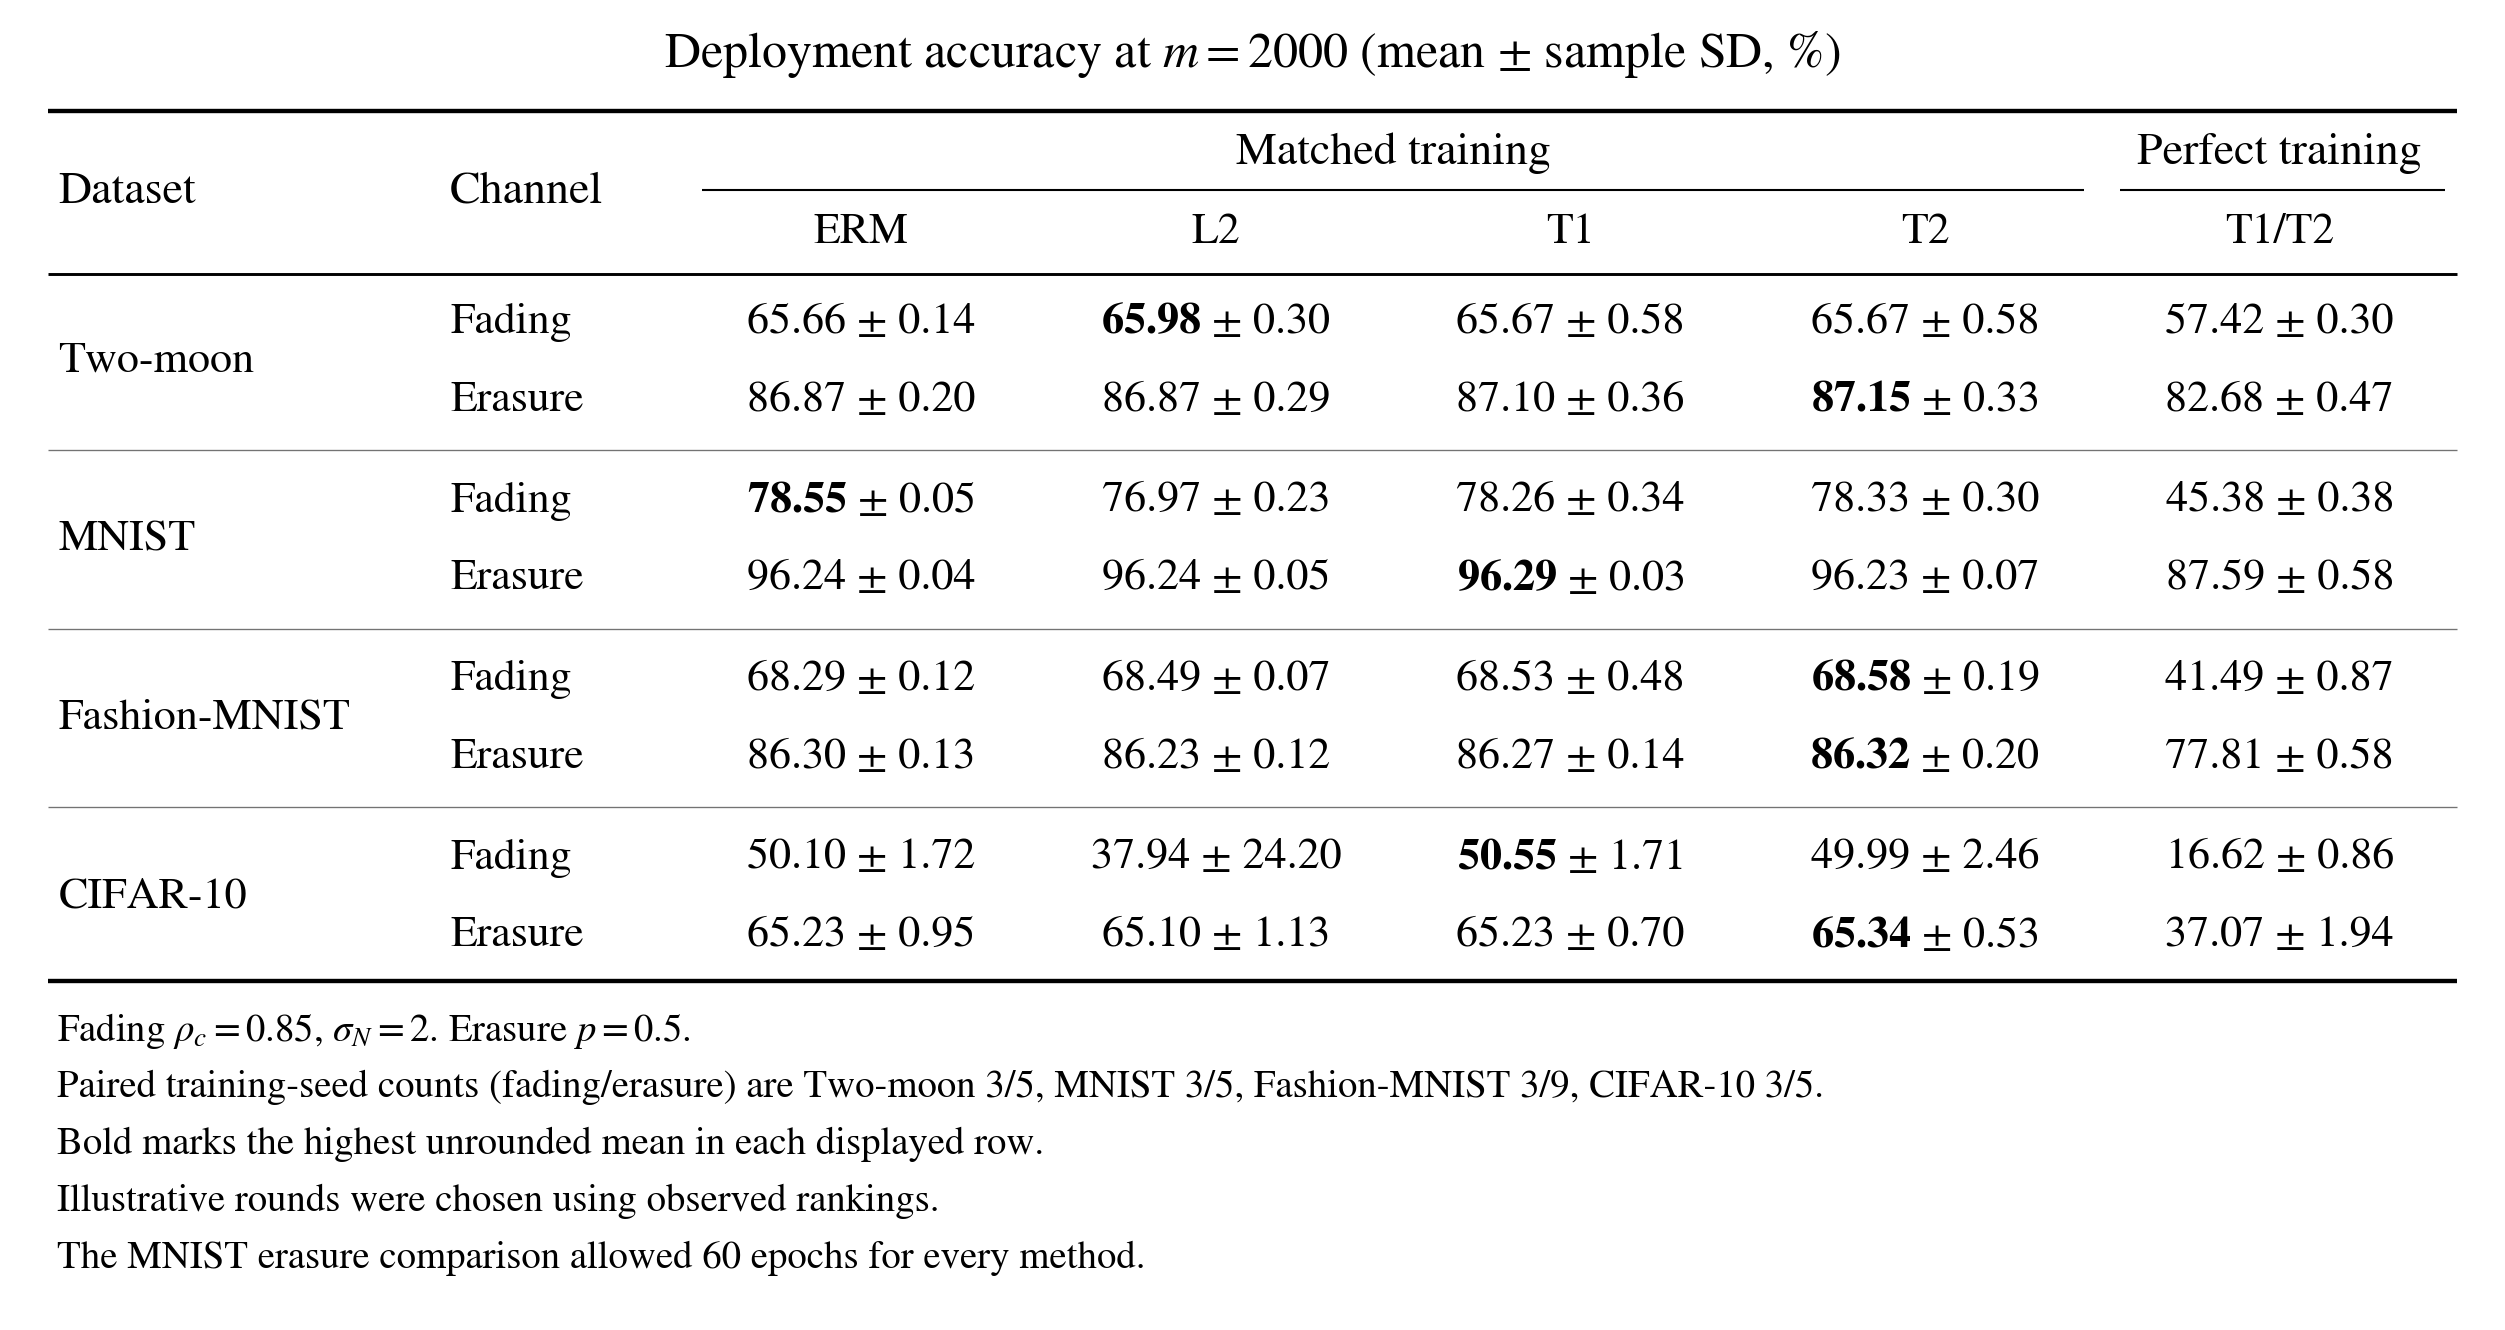 Deployment accuracy at m = 2000 (mean ± sample SD, %)
Matched training Perfect training
Dataset Channel
ERM L2 T1 T2 T1/T2
Fading 65.66 ± 0.14 65.98 ± 0.30 65.67 ± 0.58 65.67 ± 0.58 57.42 ± 0.30
Two-moon
Erasure 86.87 ± 0.20 86.87 ± 0.29 87.10 ± 0.36 87.15 ± 0.33 82.68 ± 0.47
Fading 78.55 ± 0.05 76.97 ± 0.23 78.26 ± 0.34 78.33 ± 0.30 45.38 ± 0.38
MNIST
Erasure 96.24 ± 0.04 96.24 ± 0.05 96.29 ± 0.03 96.23 ± 0.07 87.59 ± 0.58
Fading 68.29 ± 0.12 68.49 ± 0.07 68.53 ± 0.48 68.58 ± 0.19 41.49 ± 0.87
Fashion-MNIST
Erasure 86.30 ± 0.13 86.23 ± 0.12 86.27 ± 0.14 86.32 ± 0.20 77.81 ± 0.58
Fading 50.10 ± 1.72 37.94 ± 24.20 50.55 ± 1.71 49.99 ± 2.46 16.62 ± 0.86
CIFAR-10
Erasure 65.23 ± 0.95 65.10 ± 1.13 65.23 ± 0.70 65.34 ± 0.53 37.07 ± 1.94
Fading ρc = 0.85, σN = 2. Erasure p = 0.5.
Paired training-seed counts (fading/erasure) are Two-moon 3/5, MNIST 3/5, Fashion-MNIST 3/9, CIFAR-10 3/5.
Bold marks the highest unrounded mean in each displayed row.
Illustrative rounds were chosen using observed rankings.
The MNIST erasure comparison allowed 60 epochs for every method.